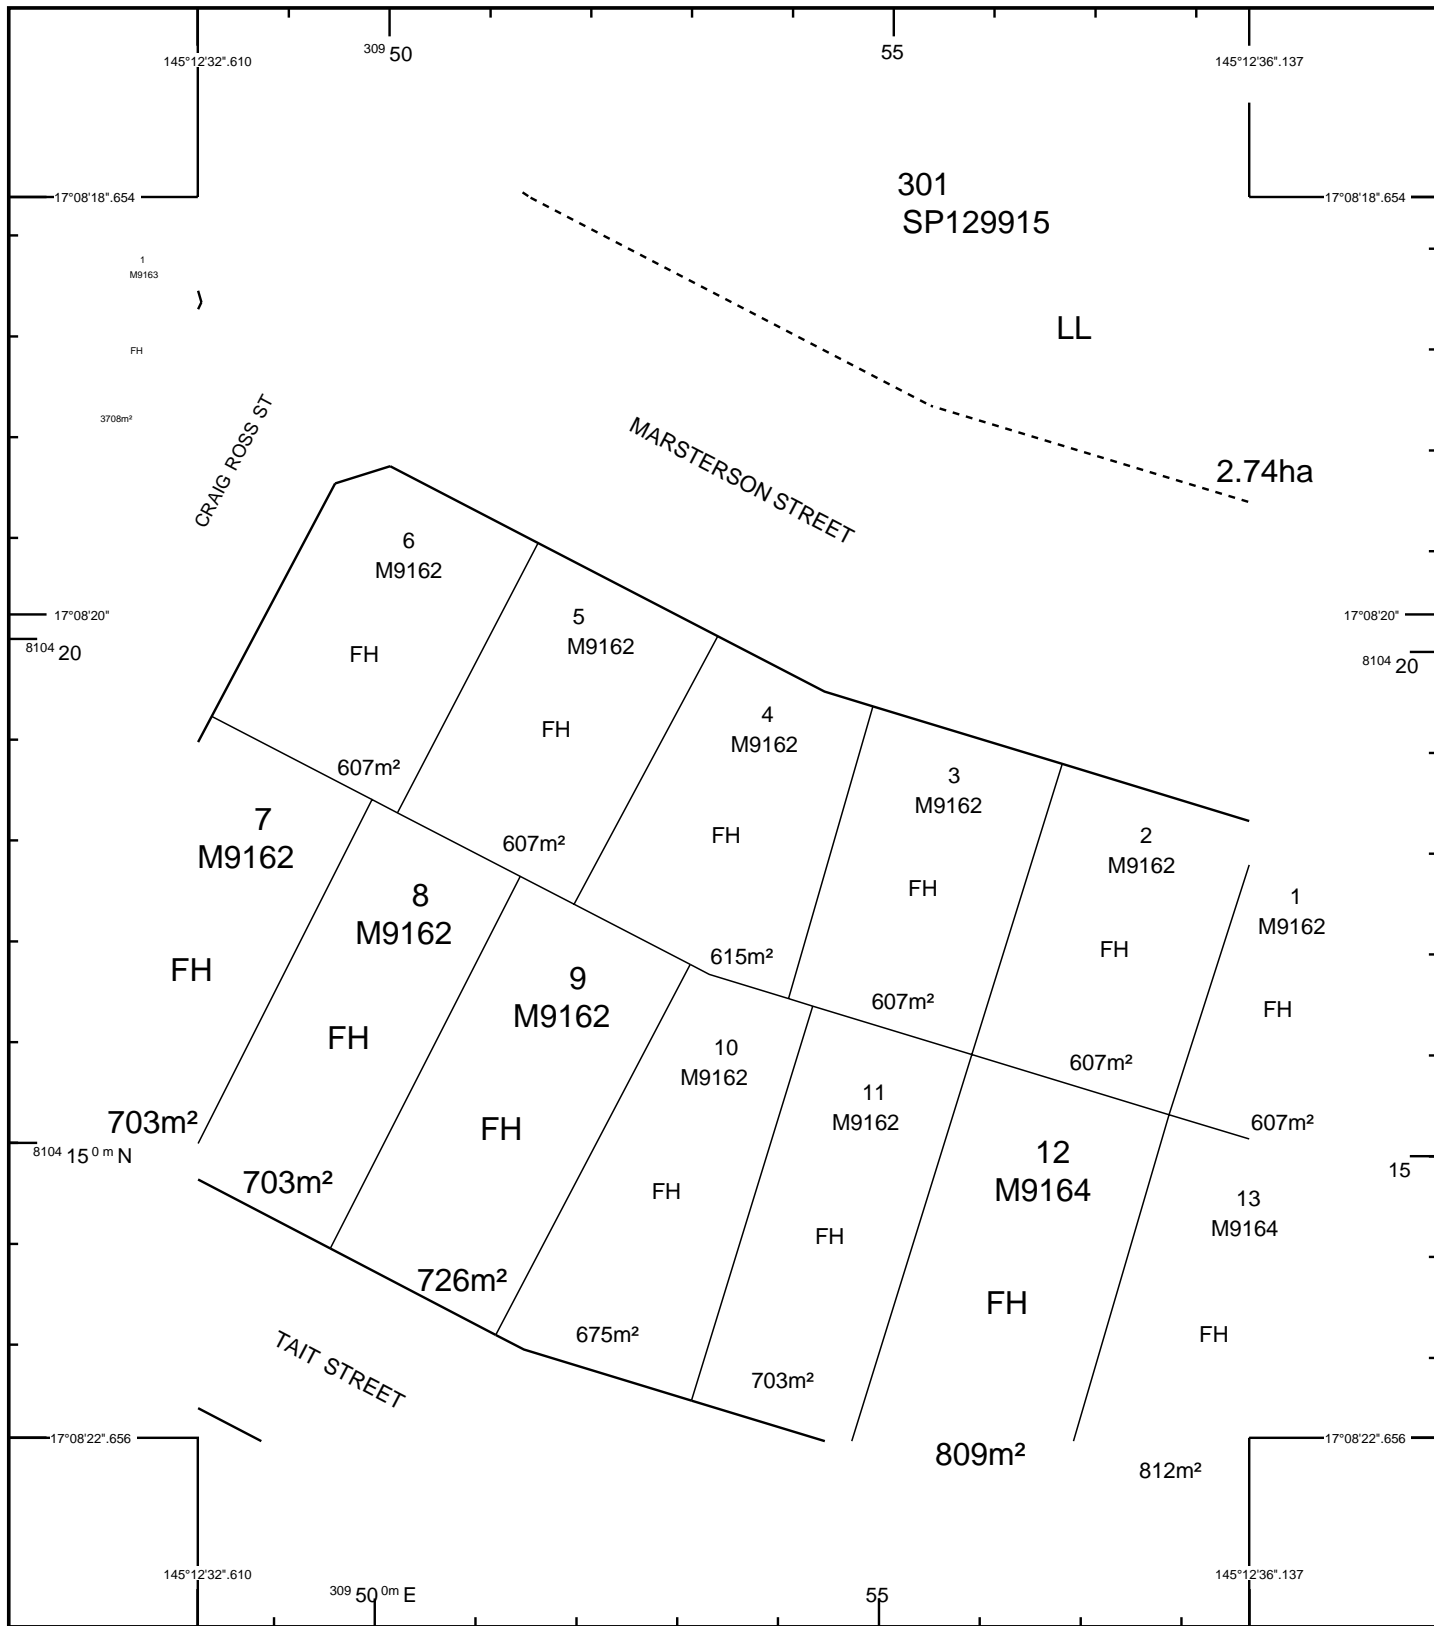 309 50
55
145°12'32".610
145°12'36".137
301
SP129915
17°08'18".654
17°08'18".654
1
M9163
LL
FH
3708m²
CRAIG ROSS ST
MARSTERSON STREET
2.74ha
6
M9162
5
M9162
17°08'20"
17°08'20"
8104 20
8104 20
FH
4
M9162
FH
607m²
3
M9162
7
M9162
607m²
FH
2
M9162
8
M9162
FH
1
M9162
615m²
FH
FH
9
M9162
607m²
FH
FH
10
M9162
607m²
11
M9162
703m²
FH
607m²
8104 15 0 m N
12
M9164
15
703m²
FH
13
M9164
FH
726m²
FH
675m²
FH
TAIT STREET
703m²
17°08'22".656
17°08'22".656
809m²
812m²
145°12'32".610
145°12'36".137
309 50 0m E
55